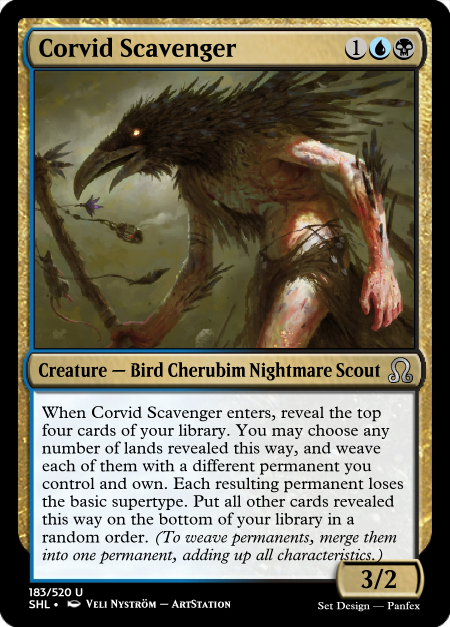 Corvid Scavenger 1
Creature — Bird Cherubim Nightmare Scout
When Corvid Scavenger enters, reveal the top
four cards of your library. You may choose any
number of lands revealed this way, and weave
each of them with a different permanent you
control and own. Each resulting permanent loses
the basic supertype. Put all other cards revealed
this way on the bottom of your library in a
random order. (To weave permanents, merge them
into one permanent, adding up all characteristics.)
3/2
183/520 U
SHL • Veli Nyström — ArtStation
Set Design — Panfex